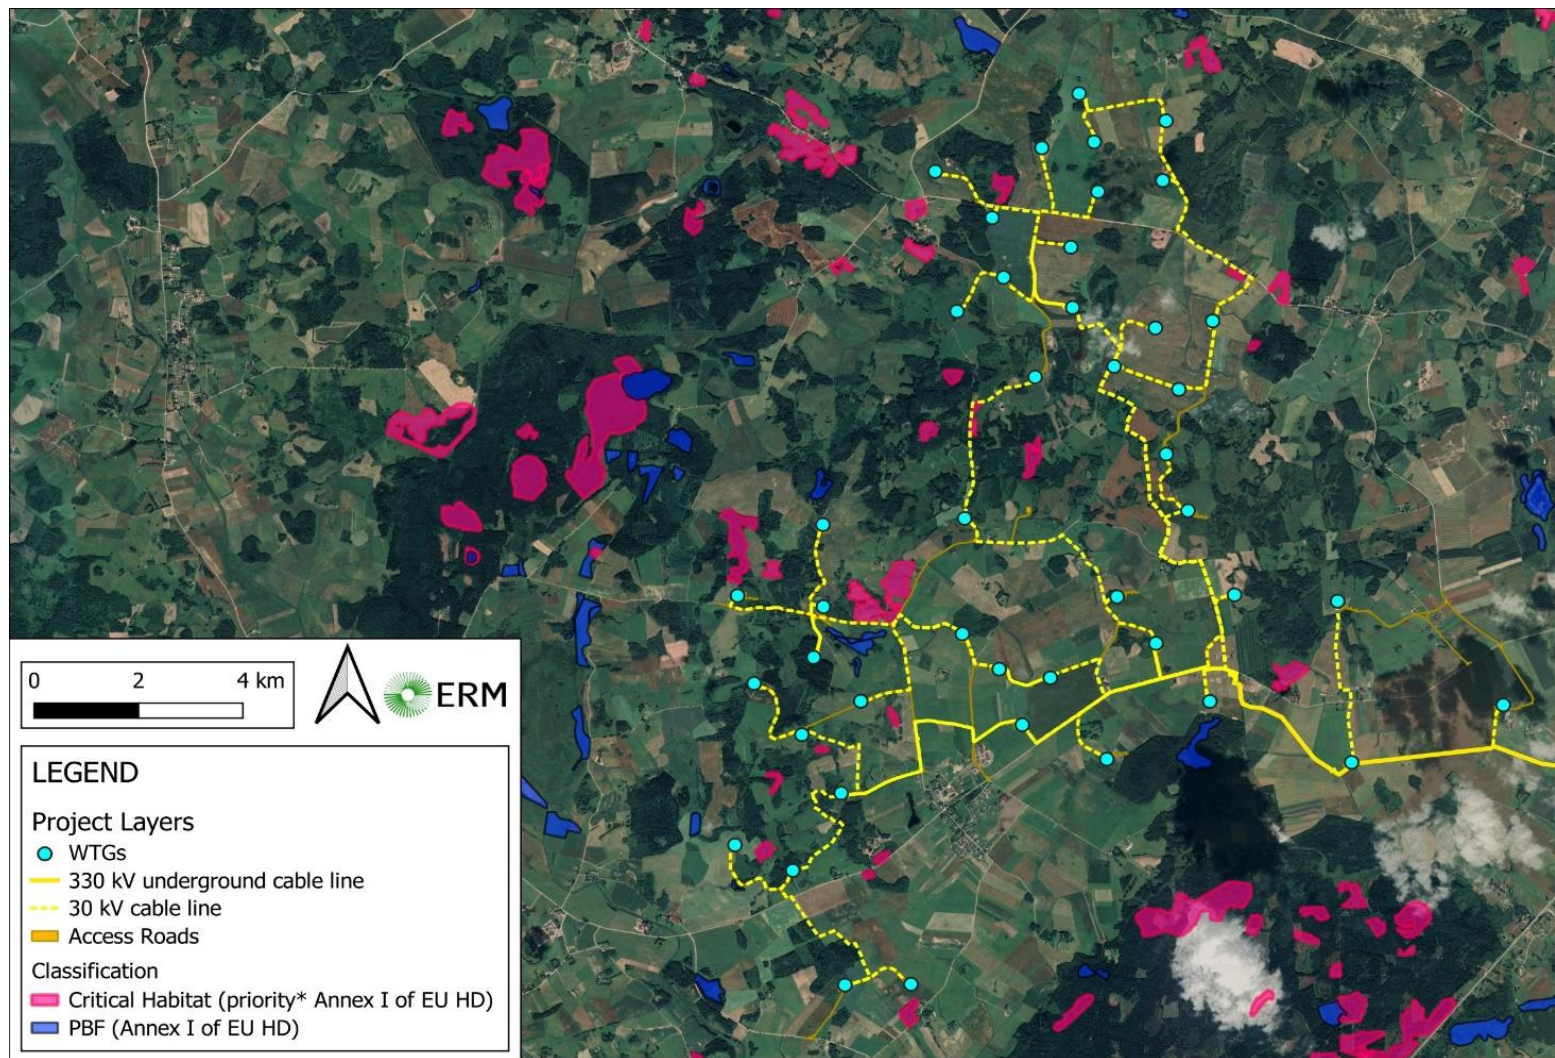 0 2 4 km
ERM
LEGEND
Project Layers
WTGs
330 kV underground cable line
30 kV cable line
Access Roads
Classification
Critical Habitat (priority* Annex I of EU HD)
PBF (Annex I of EU HD)